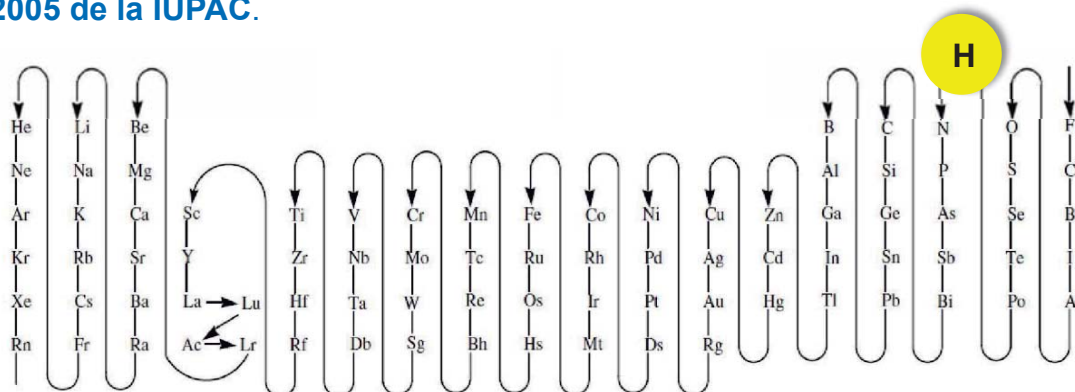 2005 de la IUPAC.
H
He Li Be B C N O F
Ne Na Mg Al Si P S C
Ar K Ca Sc Ti V Cr Mn Fe Co Ni Cu Zn Ga Ge As Se B
Kr Rb Sr Y Zr Nb Mo Tc Ru Rh Pd Ag Cd In Sn Sb Te I
Xe Cs Ba La Lu Hf Ta W Re Os Ir Pt Au Hg Tl Pb Bi Po A
Rn Fr Ra Ac Lr Rf Db Sg Bh Hs Mt Ds Rg